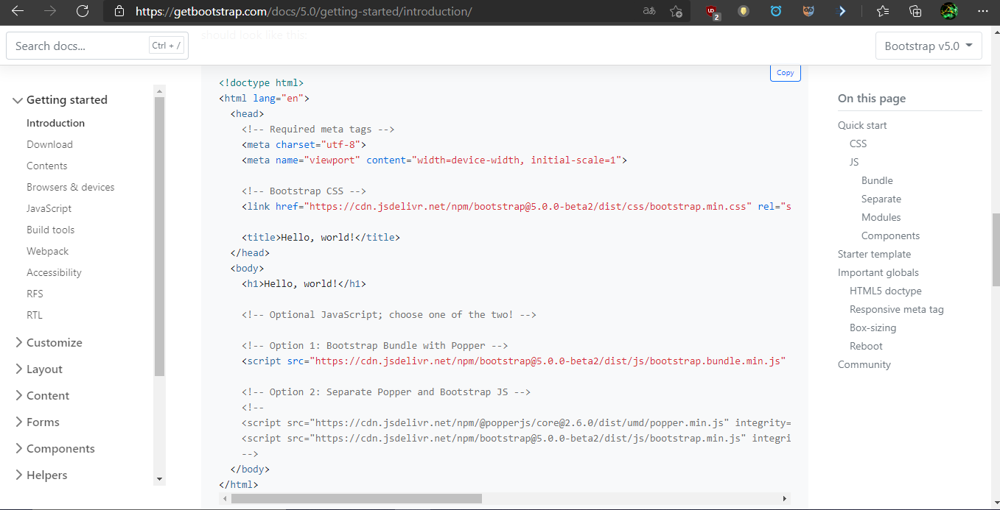 https://getbootstrap.com/docs/5.0/getting-started/introduction/
aあ
2
should look like this:
Search docs...
Ctrl + /
Bootstrap v5.0
Getting started
Introduction
Download
Contents
Browsers & devices
JavaScript
Build tools
Webpack
Accessibility
RFS
RTL
Customize
Layout
Content
Forms
Components
Helpers
Copy
<!doctype html>
<html lang="en">
<head>
<!-- Required meta tags -->
<meta charset="utf-8">
<meta name="viewport" content="width=device-width, initial-scale=1">
<!-- Bootstrap CSS -->
<link href="https://cdn.jsdelivr.net/npm/bootstrap@5.0.0-beta2/dist/css/bootstrap.min.css" rel="s
<title>Hello, world!</title>
</head>
<body>
<h1>Hello, world!</h1>
<!-- Optional JavaScript; choose one of the two! -->
<!-- Option 1: Bootstrap Bundle with Popper -->
<script src="https://cdn.jsdelivr.net/npm/bootstrap@5.0.0-beta2/dist/js/bootstrap.bundle.min.js"
<!-- Option 2: Separate Popper and Bootstrap JS -->
<!--
<script src="https://cdn.jsdelivr.net/npm/@popperjs/core@2.6.0/dist/umd/popper.min.js" integrity=
<script src="https://cdn.jsdelivr.net/npm/bootstrap@5.0.0-beta2/dist/js/bootstrap.min.js" integri
-->
</body>
</html>
On this page
Quick start
CSS
JS
Bundle
Separate
Modules
Components
Starter template
Important globals
HTML5 doctype
Responsive meta tag
Box-sizing
Reboot
Community